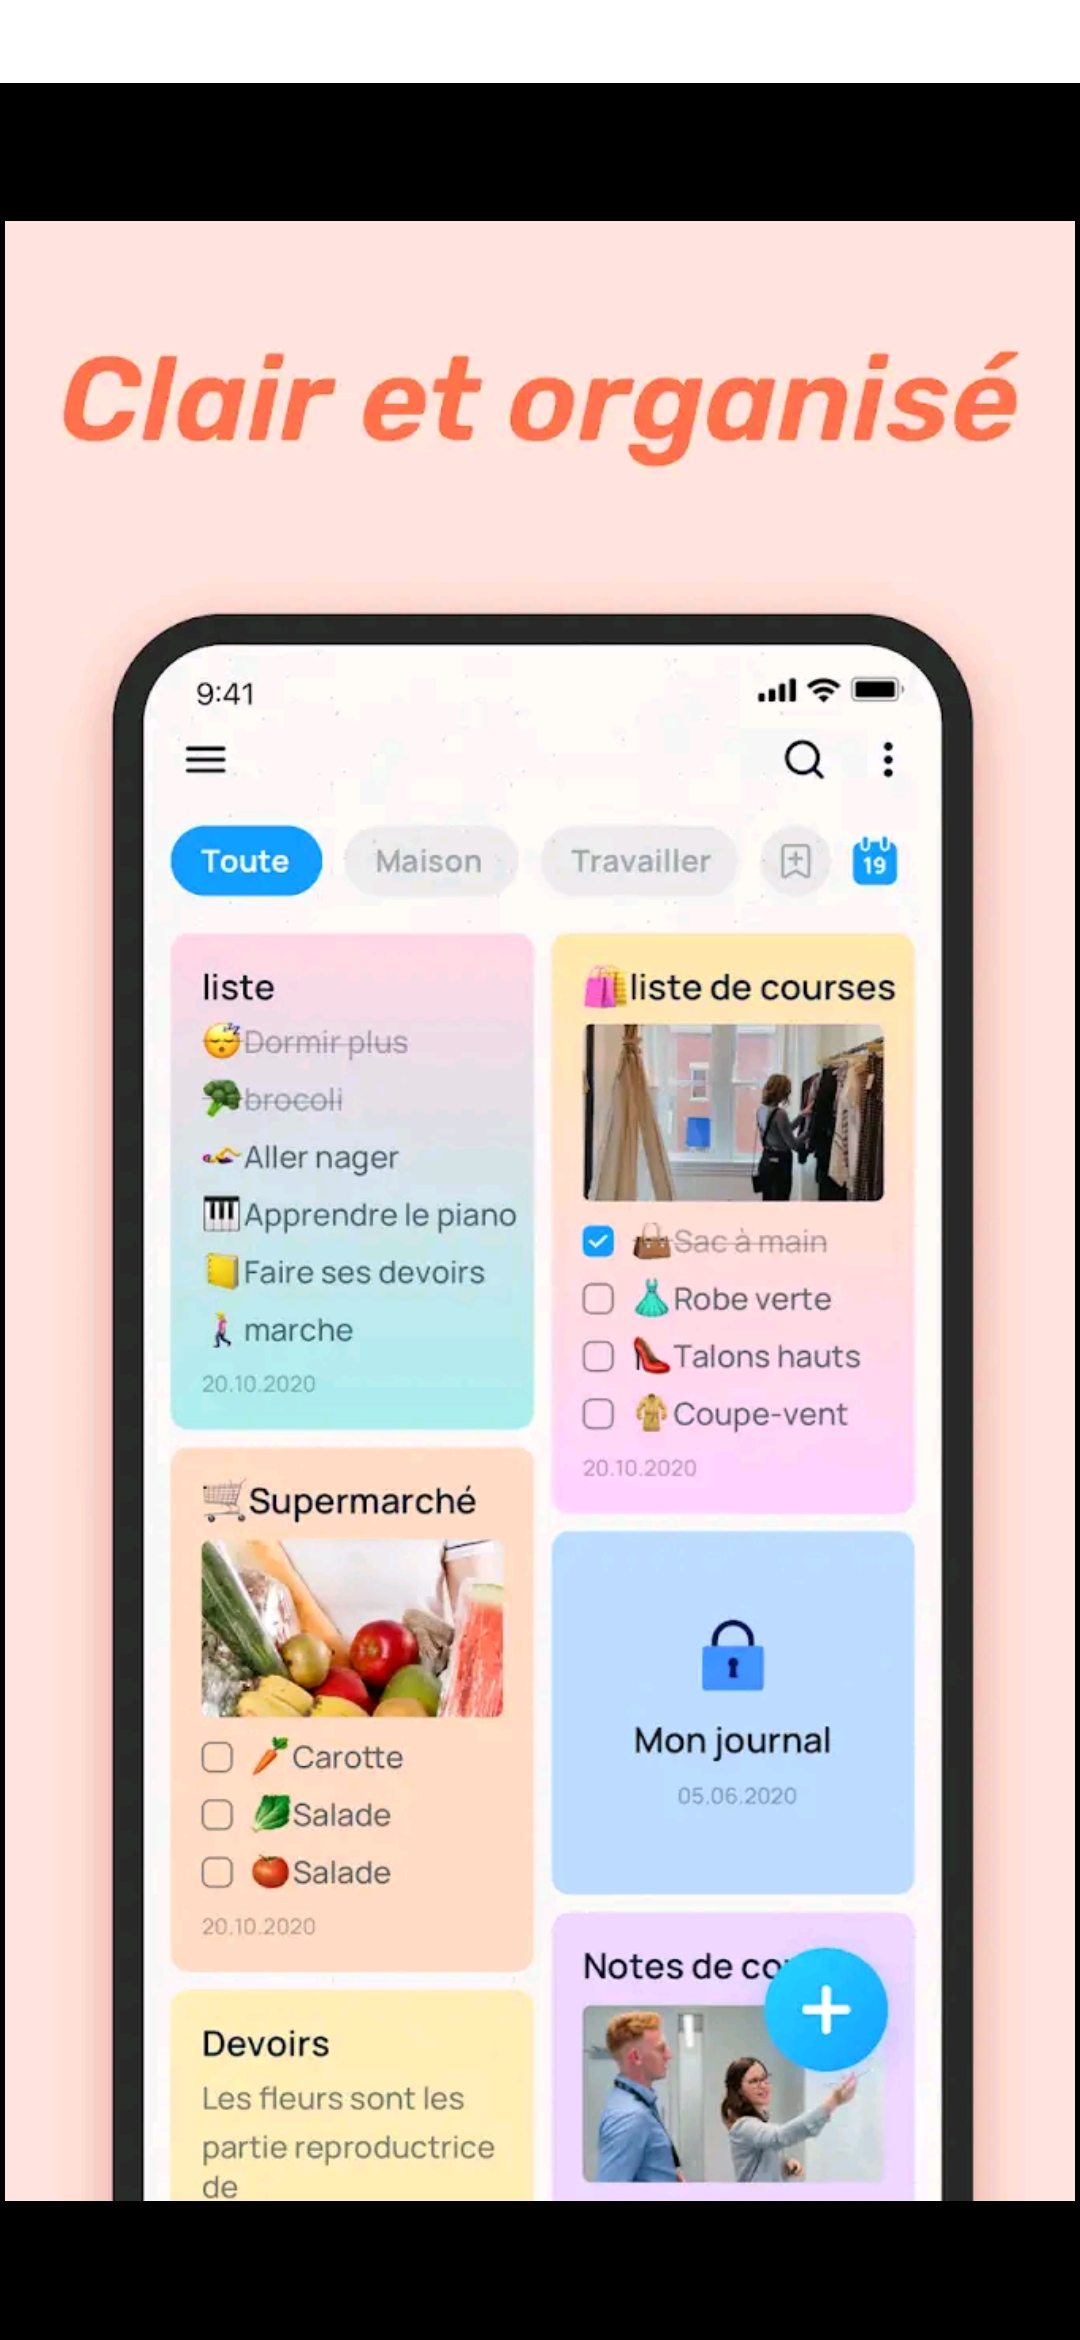 Clair et organisé
9:41
Toute
Maison
Travailler
19
liste
Dormir plus
brocoli
Aller nager
Apprendre le piano
Faire ses devoirs
marche
20.10.2020
liste de courses
Sac à main
Robe verte
Talons hauts
Coupe-vent
20.10.2020
Supermarché
Carotte
Salade
Salade
20.10.2020
Mon journal
05.06.2020
Devoirs
Les fleurs sont les
partie reproductrice
de
Notes de